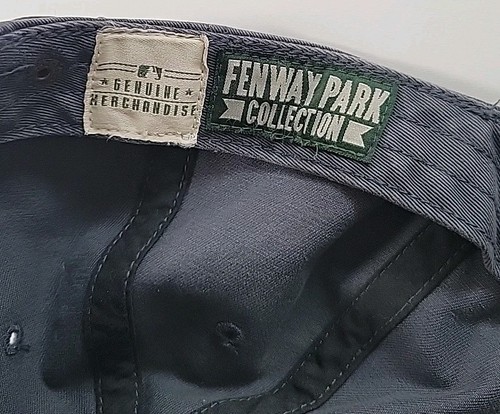 GENUINE
MERCHANDISE
FENWAY PARK
COLLECTION